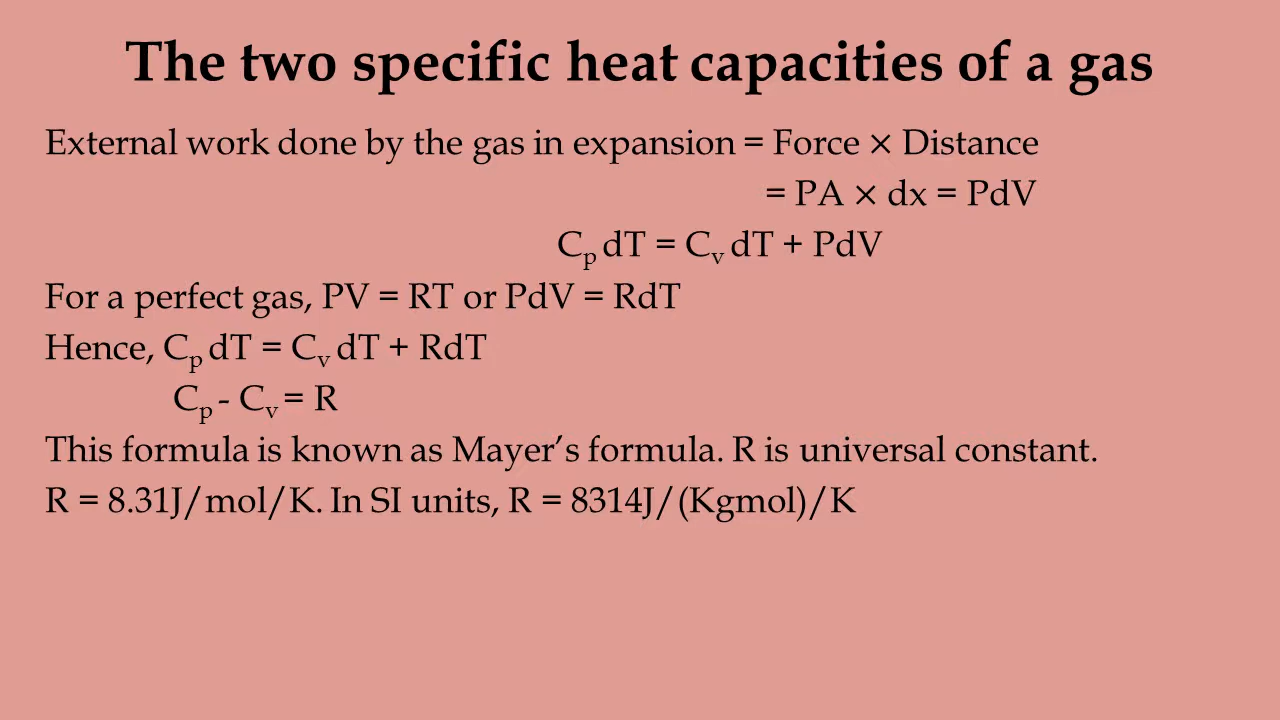 The two specific heat capacities of a gas
External work done by the gas in expansion = Force × Distance
= PA × dx = PdV
Cp dT = Cv dT + PdV
For a perfect gas, PV = RT or PdV = RdT
Hence, Cp dT = Cv dT + RdT
Cp - Cv = R
This formula is known as Mayer’s formula. R is universal constant.
R = 8.31J/mol/K. In SI units, R = 8314J/(Kgmol)/K